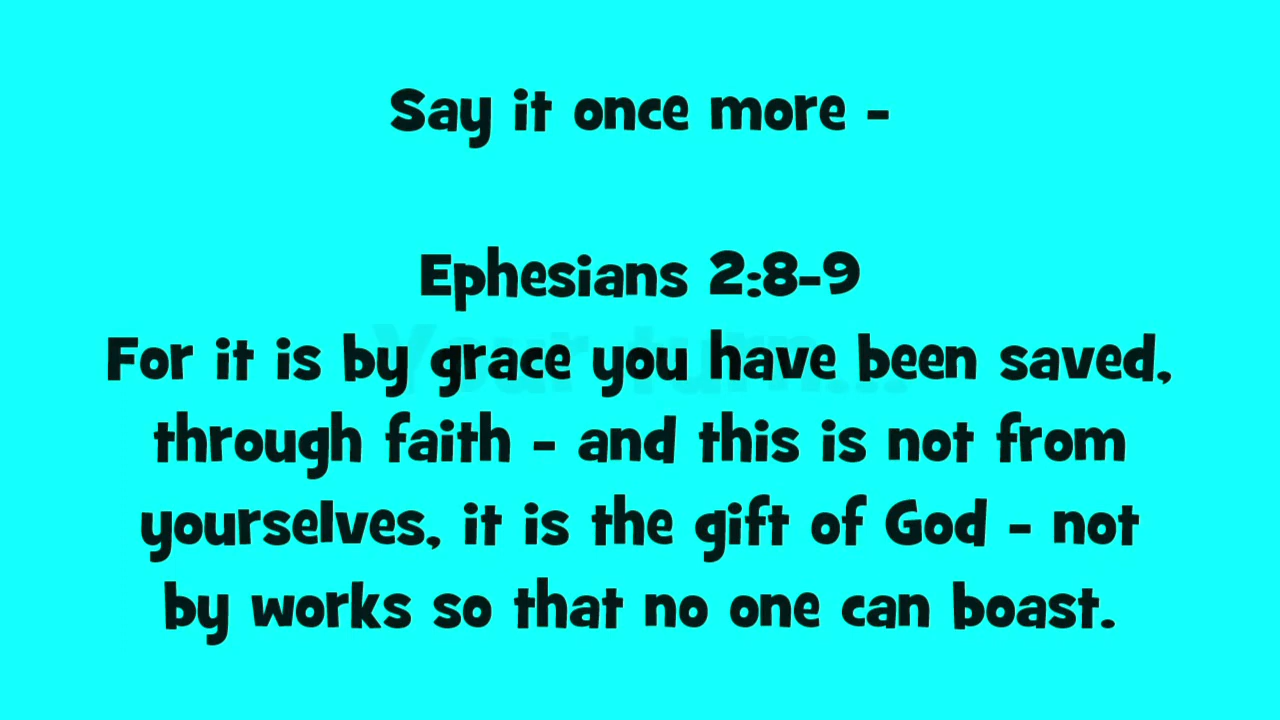 Say it once more -
Ephesians 2:8-9
For it is by grace you have been saved,
through faith - and this is not from
yourselves, it is the gift of God - not
by works so that no one can boast.
Your turn...